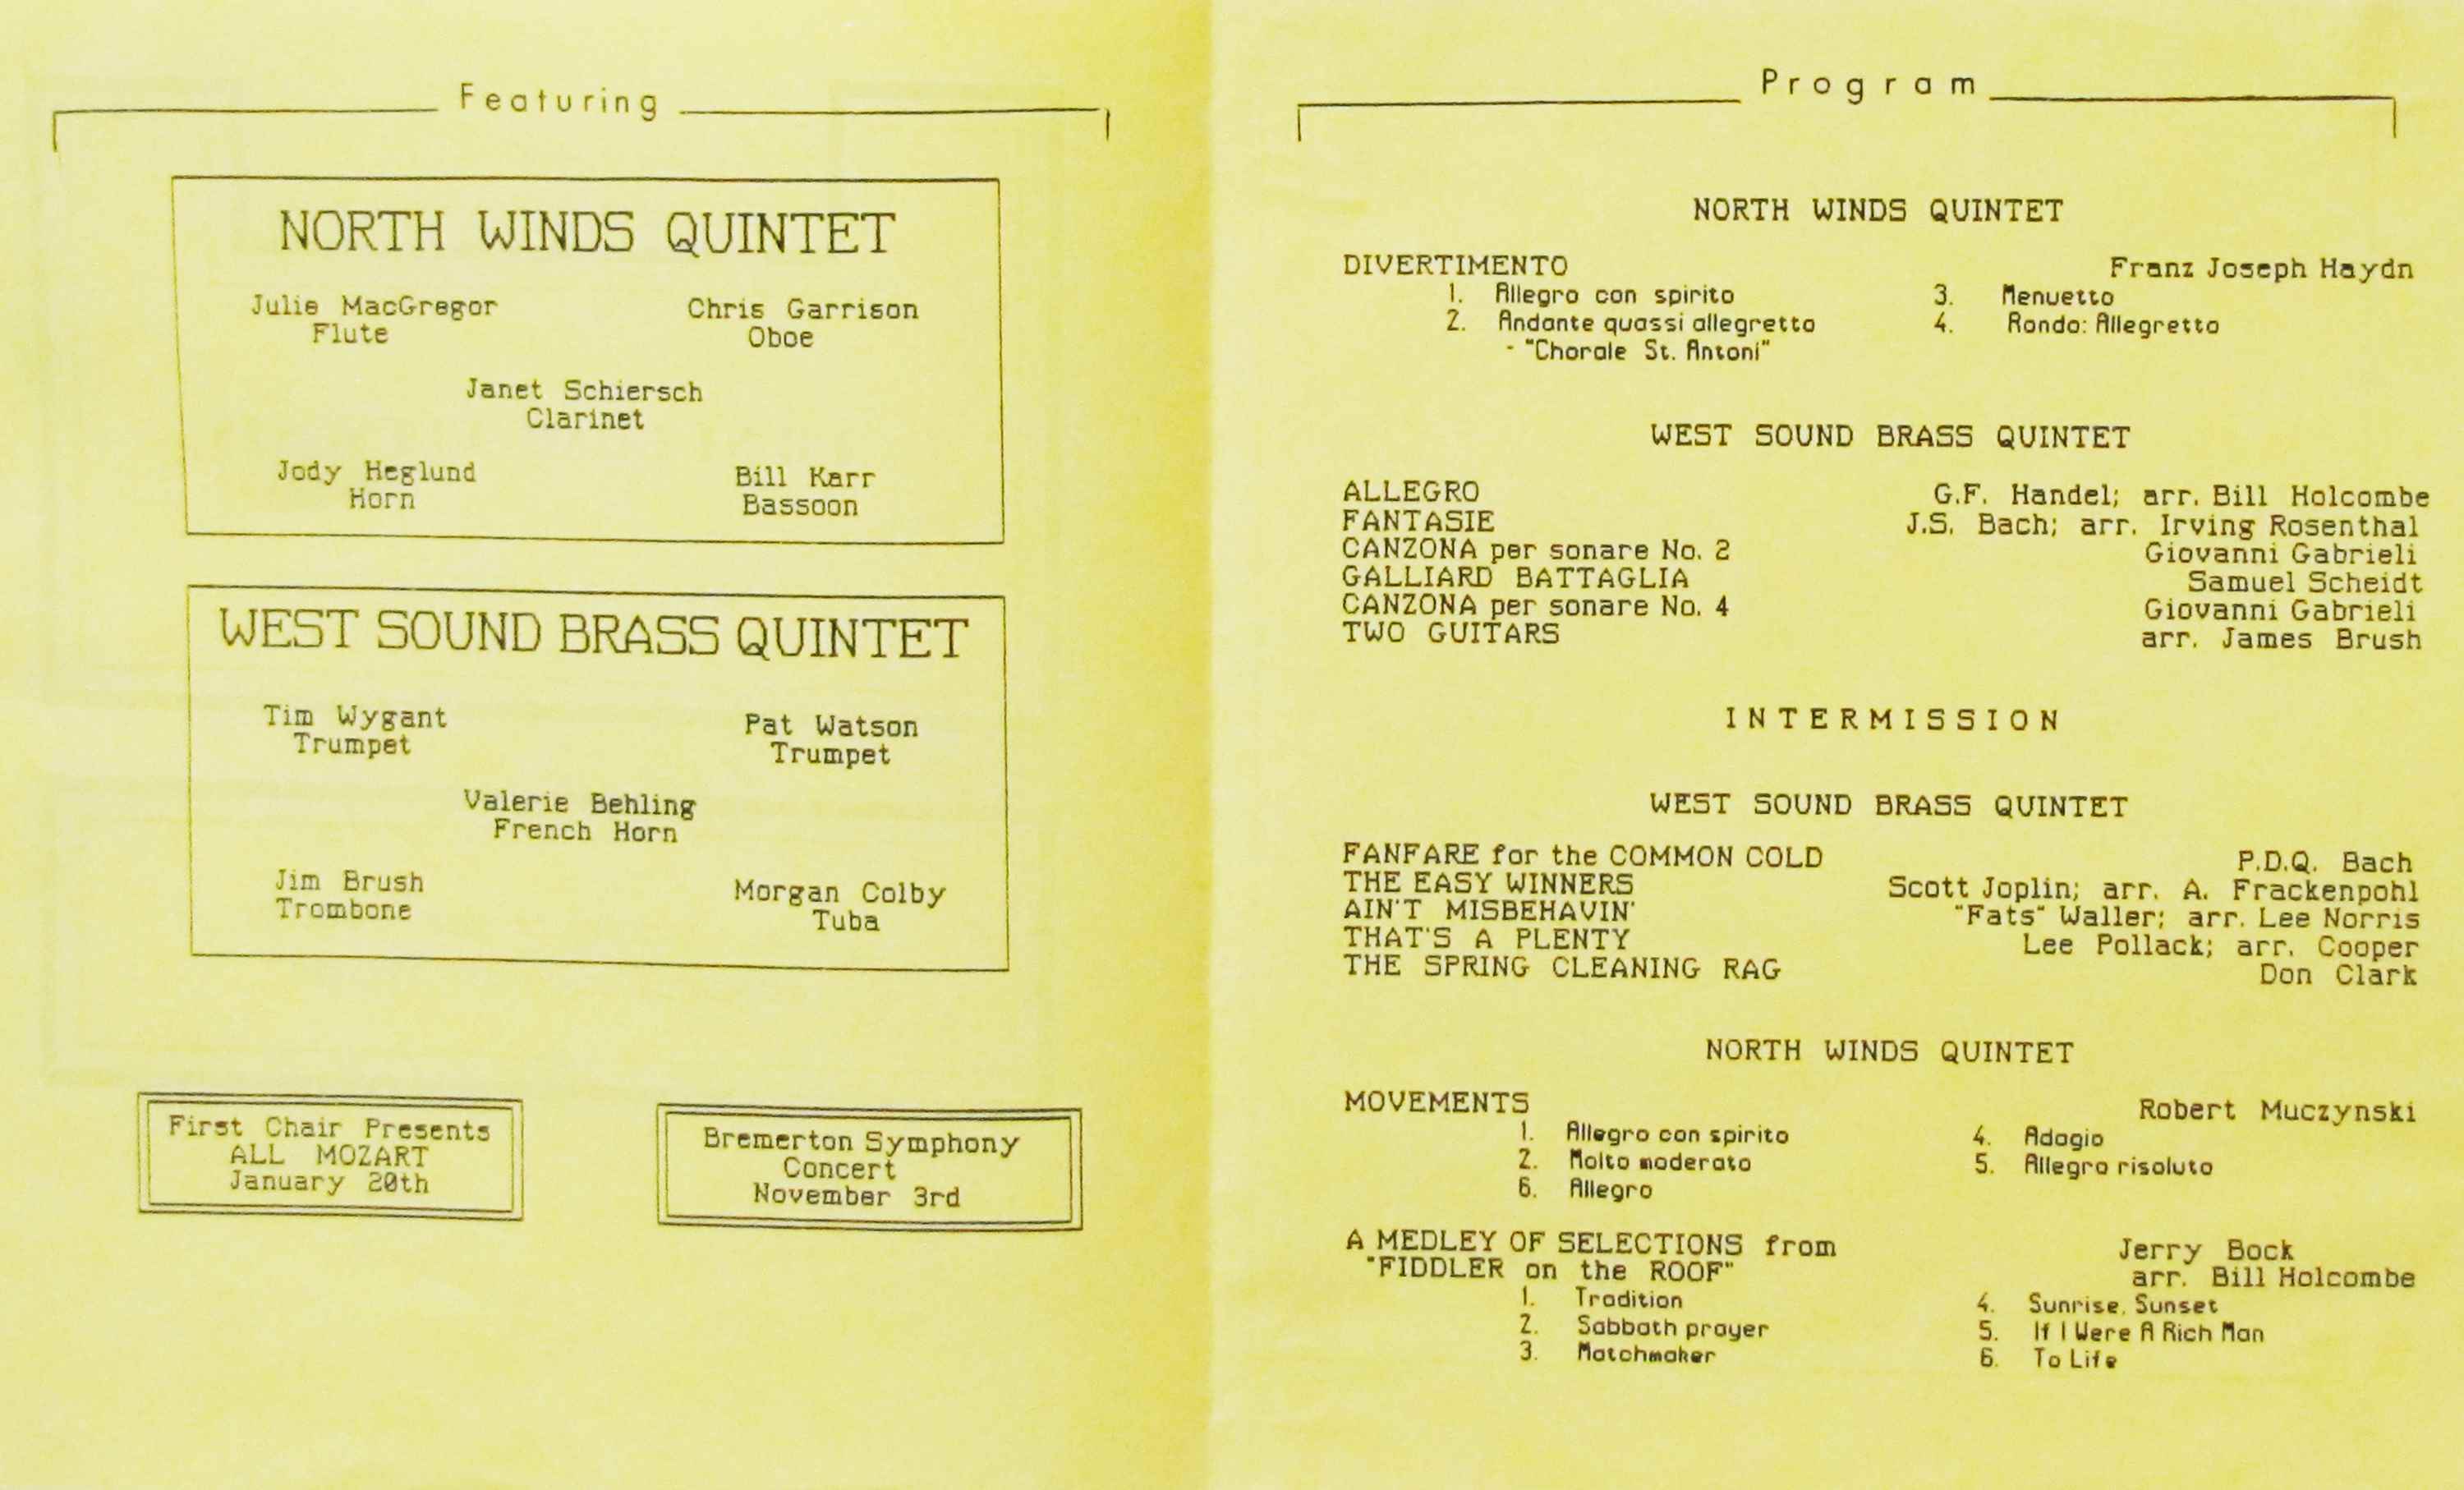 Featuring
NORTH WINDS QUINTET
Julie MacGregor
Flute
Chris Garrison
Oboe
Janet Schiersch
Clarinet
Jody Heglund
Horn
Bill Karr
Bassoon
WEST SOUND BRASS QUINTET
Tim Wygant
Trumpet
Pat Watson
Trumpet
Valerie Behling
French Horn
Jim Brush
Trombone
Morgan Colby
Tuba
First Chair Presents
ALL MOZART
January 20th
Bremerton Symphony
Concert
November 3rd
Program
NORTH WINDS QUINTET
DIVERTIMENTO Franz Joseph Haydn
1. Allegro con spirito 3. Menuetto
2. Andante quassi allegretto 4. Rondo: Allegretto
- "Chorale St. Antoni"
WEST SOUND BRASS QUINTET
ALLEGRO G.F. Handel; arr. Bill Holcombe
FANTASIE J.S. Bach; arr. Irving Rosenthal
CANZONA per sonare No. 2 Giovanni Gabrieli
GALLIARD BATTAGLIA Samuel Scheidt
CANZONA per sonare No. 4 Giovanni Gabrieli
TWO GUITARS arr. James Brush
INTERMISSION
WEST SOUND BRASS QUINTET
FANFARE for the COMMON COLD P.D.Q. Bach
THE EASY WINNERS Scott Joplin; arr. A. Frackenpohl
AIN'T MISBEHAVIN' "Fats" Waller; arr. Lee Norris
THAT'S A PLENTY Lee Pollack; arr. Cooper
THE SPRING CLEANING RAG Don Clark
NORTH WINDS QUINTET
MOVEMENTS Robert Muczynski
1. Allegro con spirito 4. Adagio
2. Molto moderato 5. Allegro risoluto
6. Allegro
A MEDLEY OF SELECTIONS from Jerry Bock
"FIDDLER on the ROOF" arr. Bill Holcombe
1. Tradition 4. Sunrise, Sunset
2. Sabbath prayer 5. If I Were A Rich Man
3. Matchmaker 6. To Life